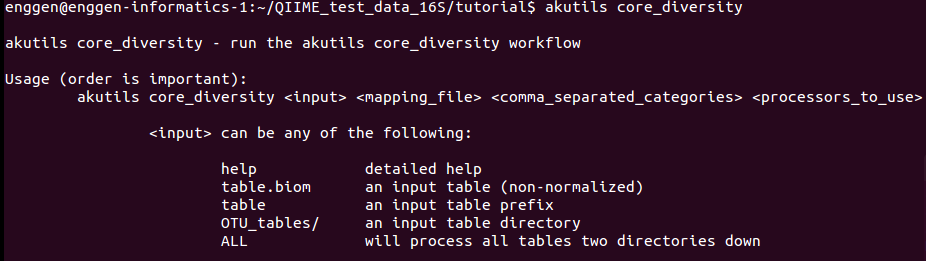 enggen@enggen-informatics-1:~/QIIME_test_data_16S/tutorial$ akutils core_diversity
akutils core_diversity - run the akutils core_diversity workflow
Usage (order is important):
akutils core_diversity <input> <mapping_file> <comma_separated_categories> <processors_to_use>
<input> can be any of the following:
help detailed help
table.biom an input table (non-normalized)
table an input table prefix
OTU_tables/ an input table directory
ALL will process all tables two directories down